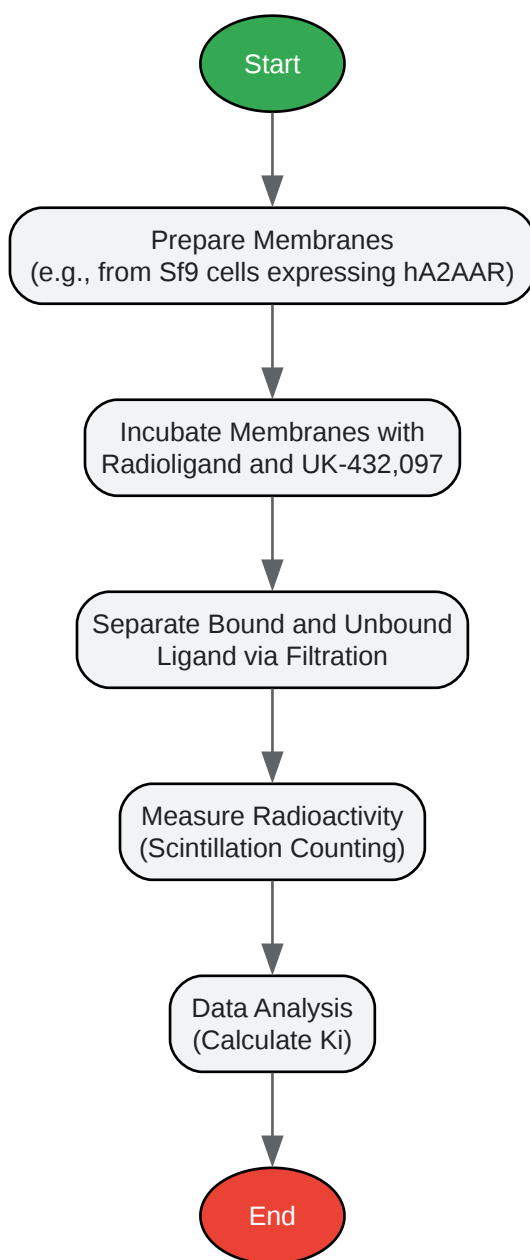 Start
Prepare Membranes
(e.g., from Sf9 cells expressing hA2AAR)
Incubate Membranes with
Radioligand and UK-432,097
Separate Bound and Unbound
Ligand via Filtration
Measure Radioactivity
(Scintillation Counting)
Data Analysis
(Calculate Ki)
End